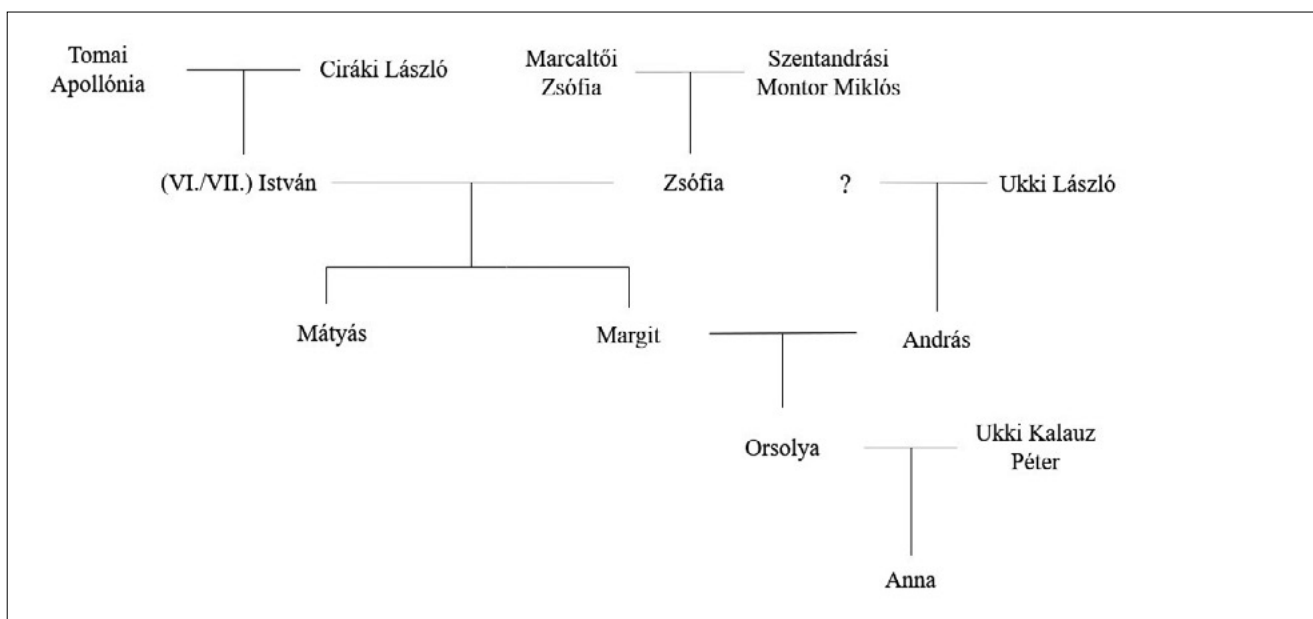 Tomai
Apollónia
Ciráki László
Marcaltői
Zsófia
Szentandrási
Montor Miklós
(VI./VII.) István
Zsófia
?
Ukki László
Mátyás
Margit
András
Orsolya
Ukki Kalauz
Péter
Anna